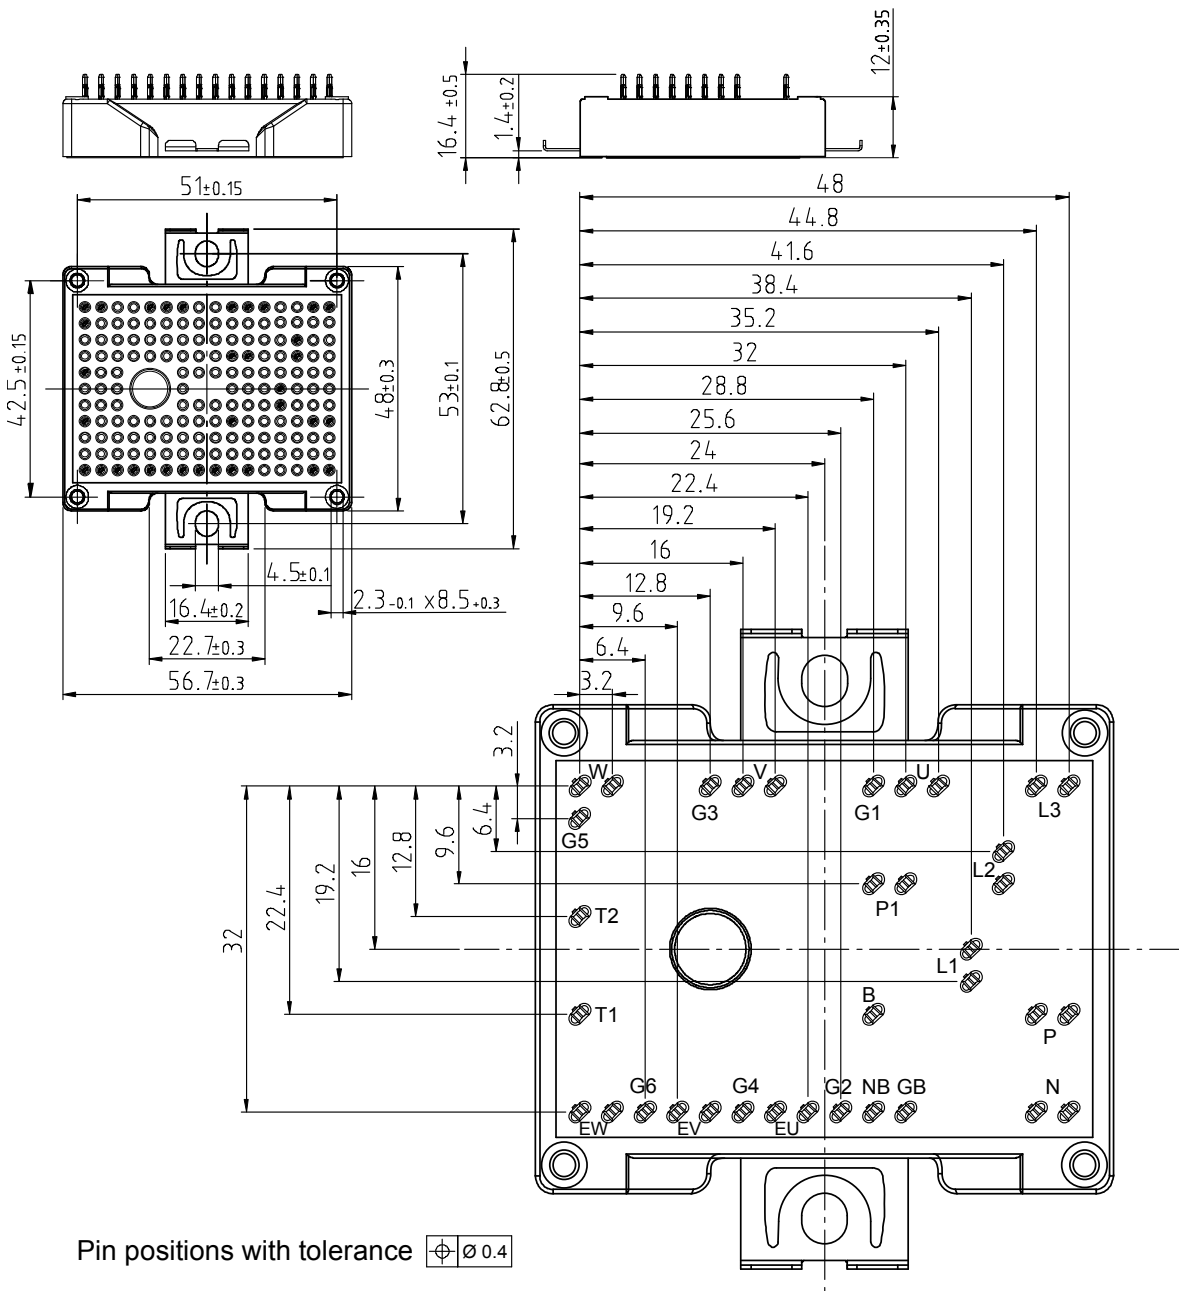 16.4 ±0.5
1.4±0.2
12±0.35
51±0.15
48
44.8
41.6
38.4
35.2
32
28.8
25.6
24
22.4
19.2
16
12.8
9.6
6.4
3.2
42.5 ±0.15
48±0.3
53±0.1
62.8±0.5
4.5±0.1
16.4±0.2
2.3-0.1 x8.5+0.3
22.7±0.3
56.7±0.3
3.2
6.4
9.6
12.8
16
19.2
22.4
32
W
V
U
G3
G1
L3
G5
L2
P1
T2
L1
B
T1
P
G6
G4
G2
NB
GB
N
EW
EV
EU
Pin positions with tolerance ⌖ Ø 0.4